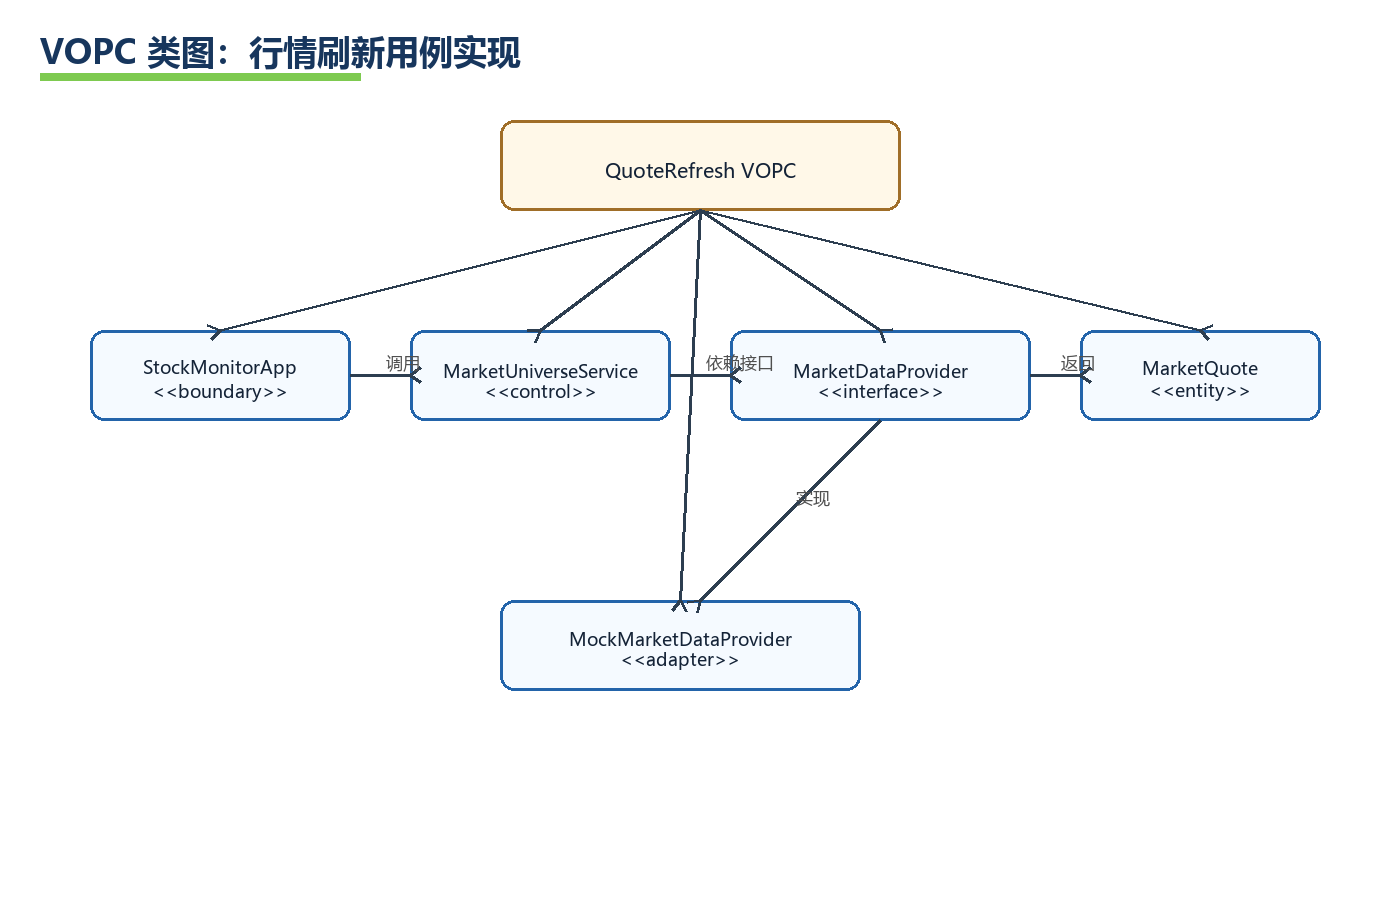 VOPC 类图：行情刷新用例实现
QuoteRefresh VOPC
StockMonitorApp
<<boundary>>
调用
MarketUniverseService
<<control>>
依赖接口
MarketDataProvider
<<interface>>
返回
MarketQuote
<<entity>>
实现
MockMarketDataProvider
<<adapter>>